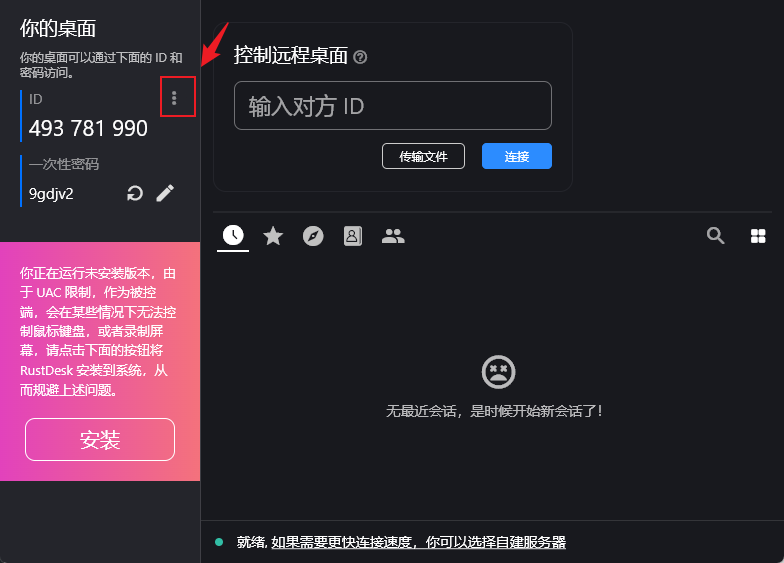 你的桌面
你的桌面可以通过下面的 ID 和
密码访问。
ID
493 781 990
一次性密码
9gdjv2
你正在运行未安装版本，由
于 UAC 限制，作为被控
端，会在某些情况下无法控
制鼠标键盘，或者录制屏
幕，请点击下面的按钮将
RustDesk 安装到系统，从
而规避上述问题。
安装
控制远程桌面
输入对方 ID
传输文件
连接
无最近会话，是时候开始新会话了！
就绪, 如果需要更快连接速度，你可以选择自建服务器